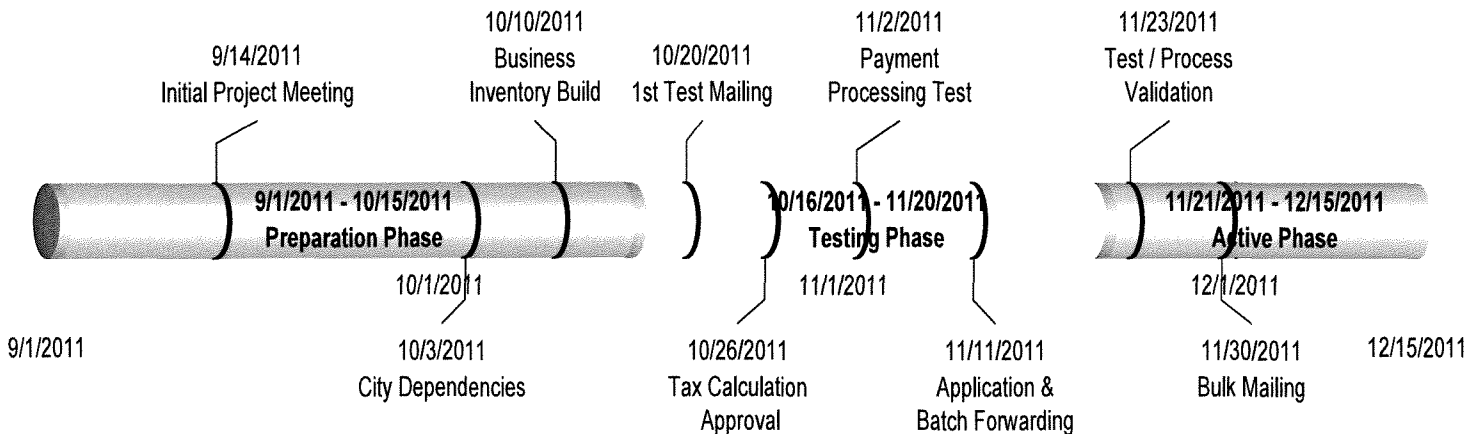 9/14/2011
Initial Project Meeting
10/10/2011
Business
Inventory Build
10/20/2011
1st Test Mailing
11/2/2011
Payment
Processing Test
11/23/2011
Test / Process
Validation
9/1/2011 - 10/15/2011
Preparation Phase
10/16/2011 - 11/20/2011
Testing Phase
11/21/2011 - 12/15/2011
Active Phase
10/1/2011
11/1/2011
12/1/2011
9/1/2011
10/3/2011
City Dependencies
10/26/2011
Tax Calculation
Approval
11/11/2011
Application &
Batch Forwarding
11/30/2011
Bulk Mailing
12/15/2011